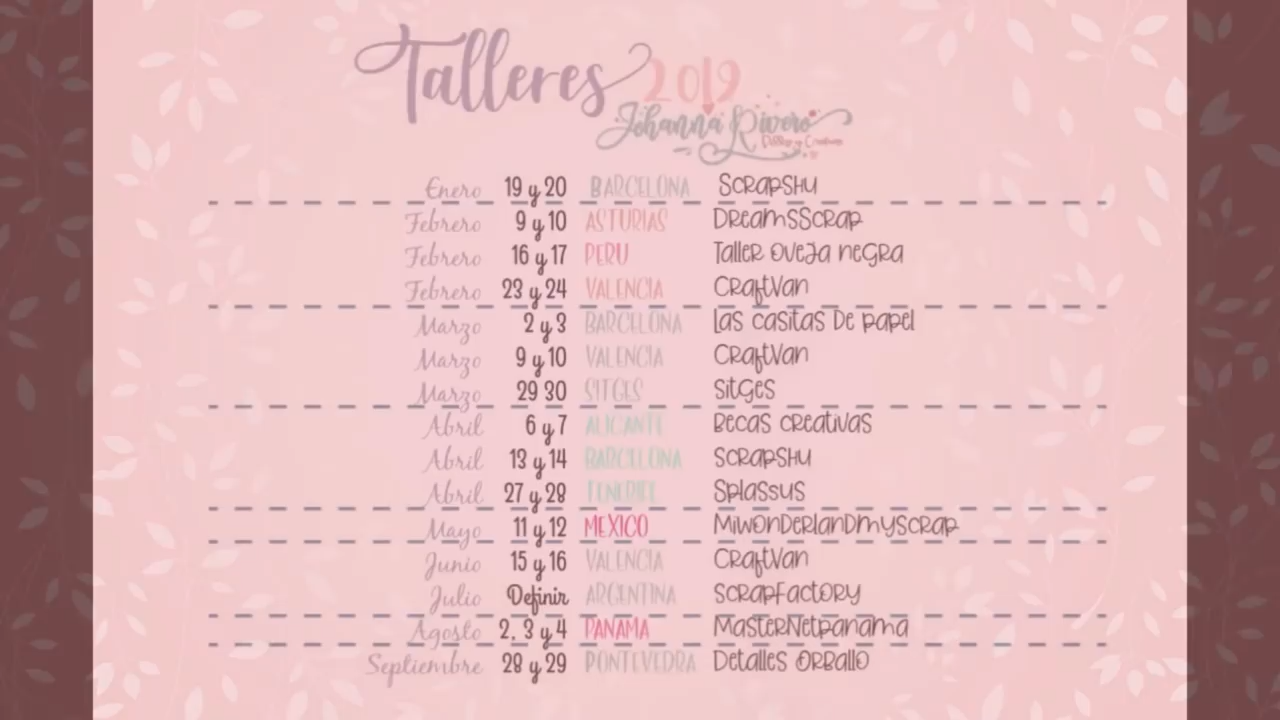 Talleres 2019
Johanna Rivero
Enero 19 y 20 BARCELONA ScrapSHU
Febrero 9 y 10 ASTURIAS DreamsScrap
Febrero 16 y 17 PERU Taller oveja negra
Febrero 23 y 24 VALENCIA CraftVan
Marzo 2 y 3 BARCELONA Las casitas De papel
Marzo 9 y 10 VALENCIA CraftVan
Marzo 29 30 SITGES sitGes
Abril 6 y 7 ALICANTE Becas creativas
Abril 13 y 14 BARCELONA ScrapSHU
Abril 27 y 28 Splassus
Mayo 11 y 12 MEXICO MiWonDerlanDmyScrap
Junio 15 y 16 VALENCIA CraftVan
Julio Definir ARGENTINA ScrapFactory
Agosto 2, 3 y 4 PANAMA MasterNetpanama
Septiembre 28 y 29 PONTEVEDRA Detalles Orballo